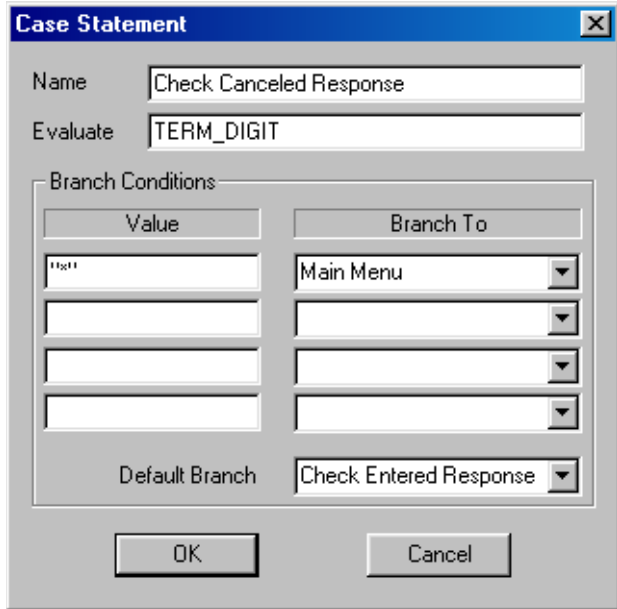 Case Statement
Name Check Canceled Response
Evaluate TERM_DIGIT
Branch Conditions
Value Branch To
"*" Main Menu
Default Branch Check Entered Response
OK Cancel